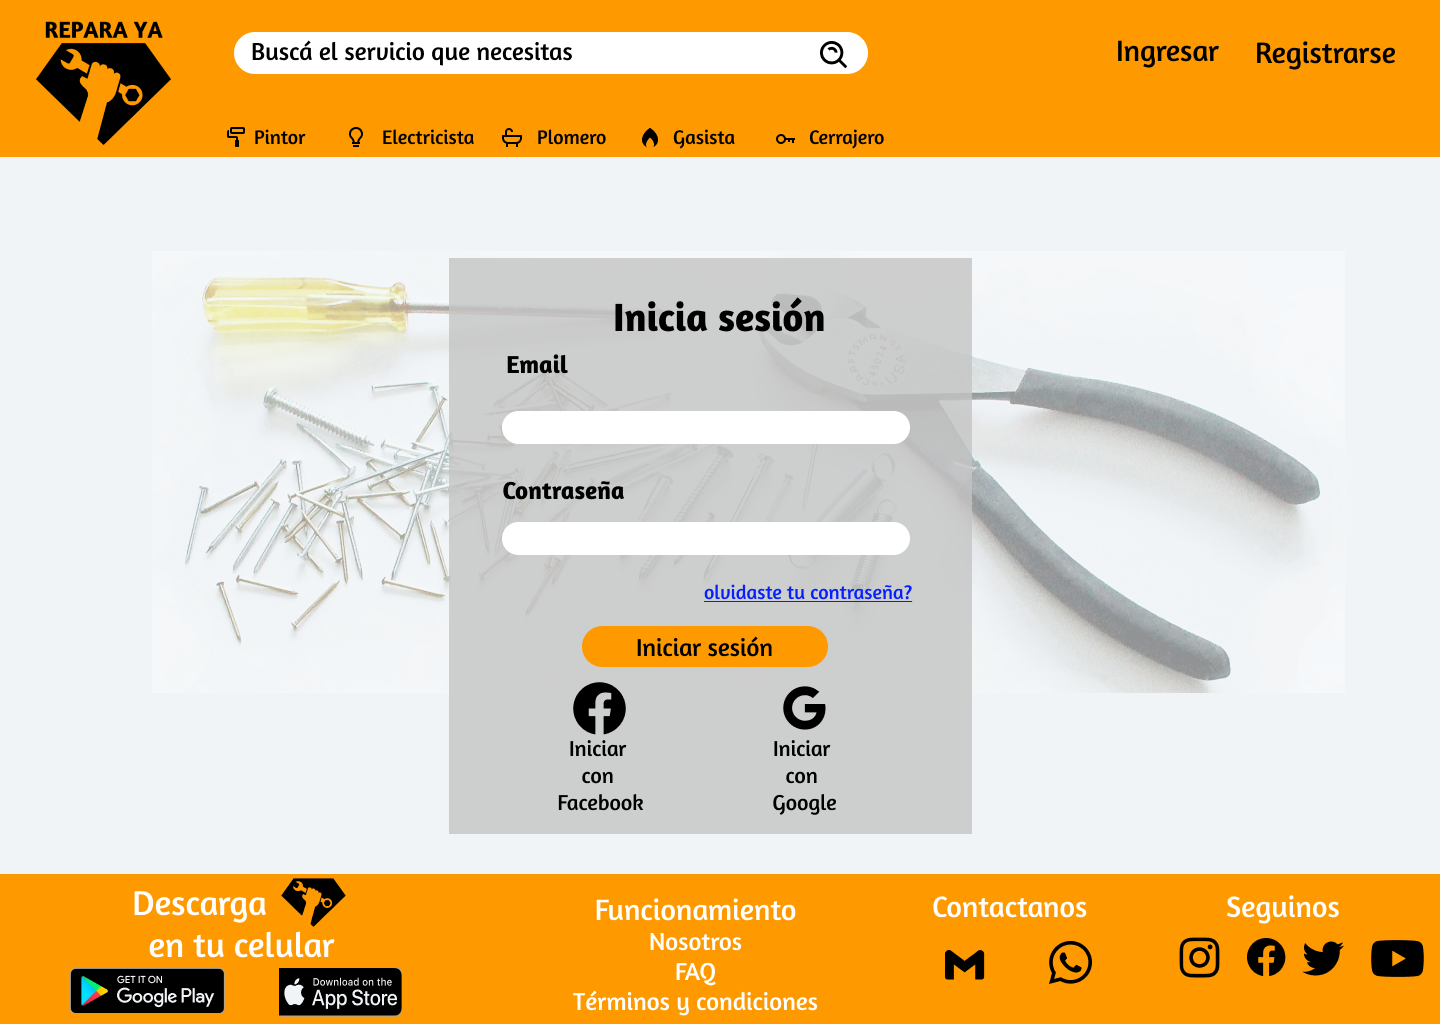 REPARA YA
Buscá el servicio que necesitas
Ingresar
Registrarse
Pintor
Electricista
Plomero
Gasista
Cerrajero
Inicia sesión
Email
Contraseña
olvidaste tu contraseña?
Iniciar sesión
Iniciar
con
Facebook
Iniciar
con
Google
Descarga
en tu celular
GET IT ON
Google Play
Download on the
App Store
Funcionamiento
Nosotros
FAQ
Términos y condiciones
Contactanos
Seguinos